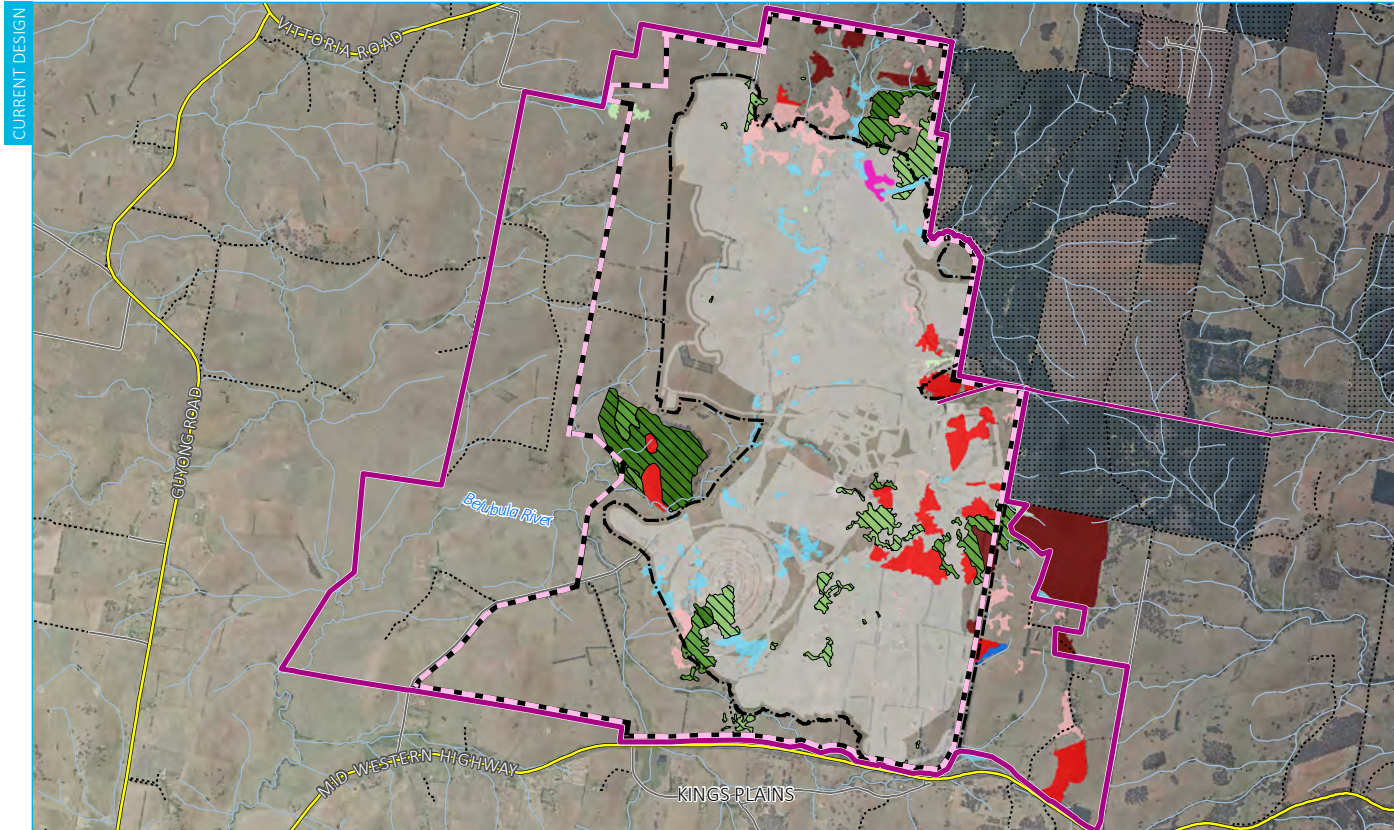 CURRENT DESIGN
VITTORIA ROAD
GUYONG ROAD
Belubula River
MID WESTERN HIGHWAY
KINGS PLAINS